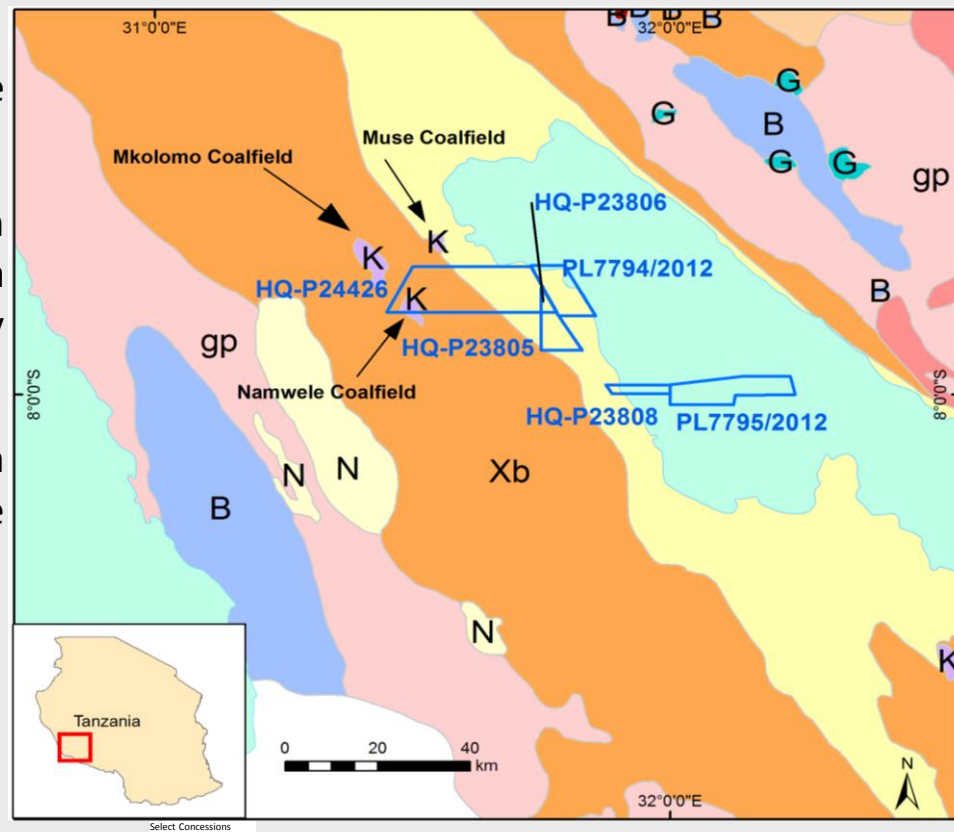 B
B
B
B
31°0'0"E
32°0'0"E
e
G
G
B
Muse Coalfield
Mkolomo Coalfield
G
G
gp
HQ-P23806
n
K
K
PL7794/2012
n
HQ-P24426
K
B
y
gp
HQ-P23805
8°0'0"S
8°0'0"S
Namwele Coalfield
HQ-P23808
PL7795/2012
n
N
N
Xb
B
e
N
K
Tanzania
0 20 40
km
N
32°0'0"E
Select Concessions